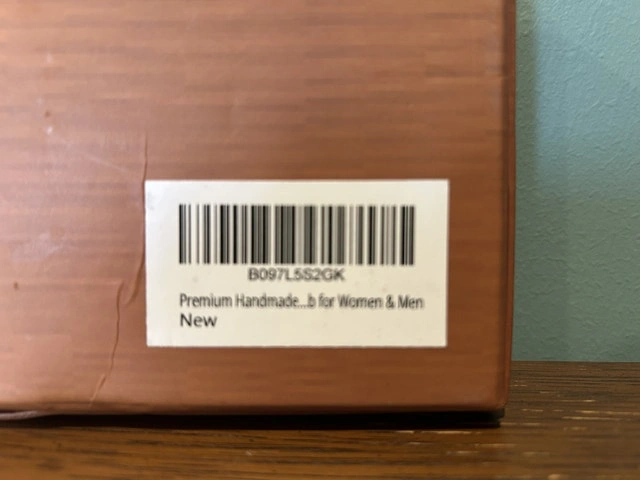 B097L5S2GK
Premium Handmade...b for Women & Men
New